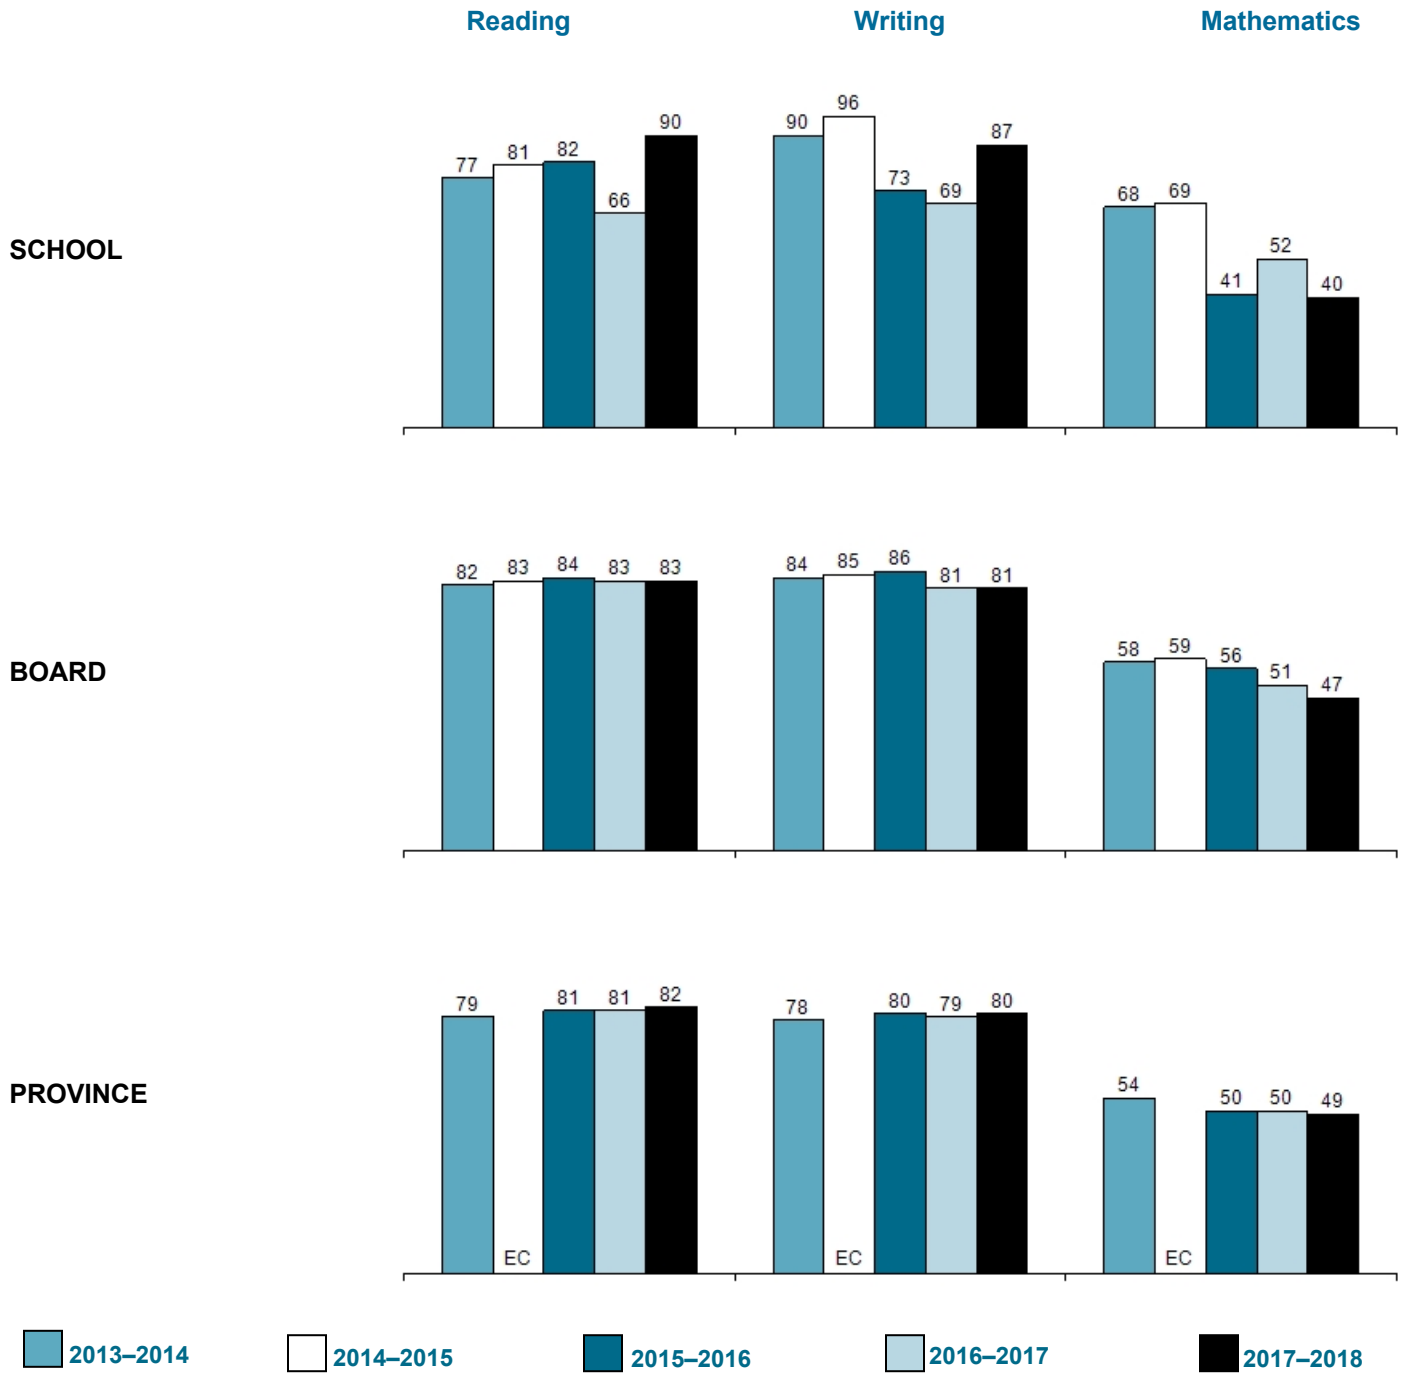 Reading Writing Mathematics
SCHOOL
77 81 82 66 90
90 96 73 69 87
68 69 41 52 40
BOARD
82 83 84 83 83
84 85 86 81 81
58 59 56 51 47
PROVINCE
79 EC 81 81 82
78 EC 80 79 80
54 EC 50 50 49
2013–2014 2014–2015 2015–2016 2016–2017 2017–2018